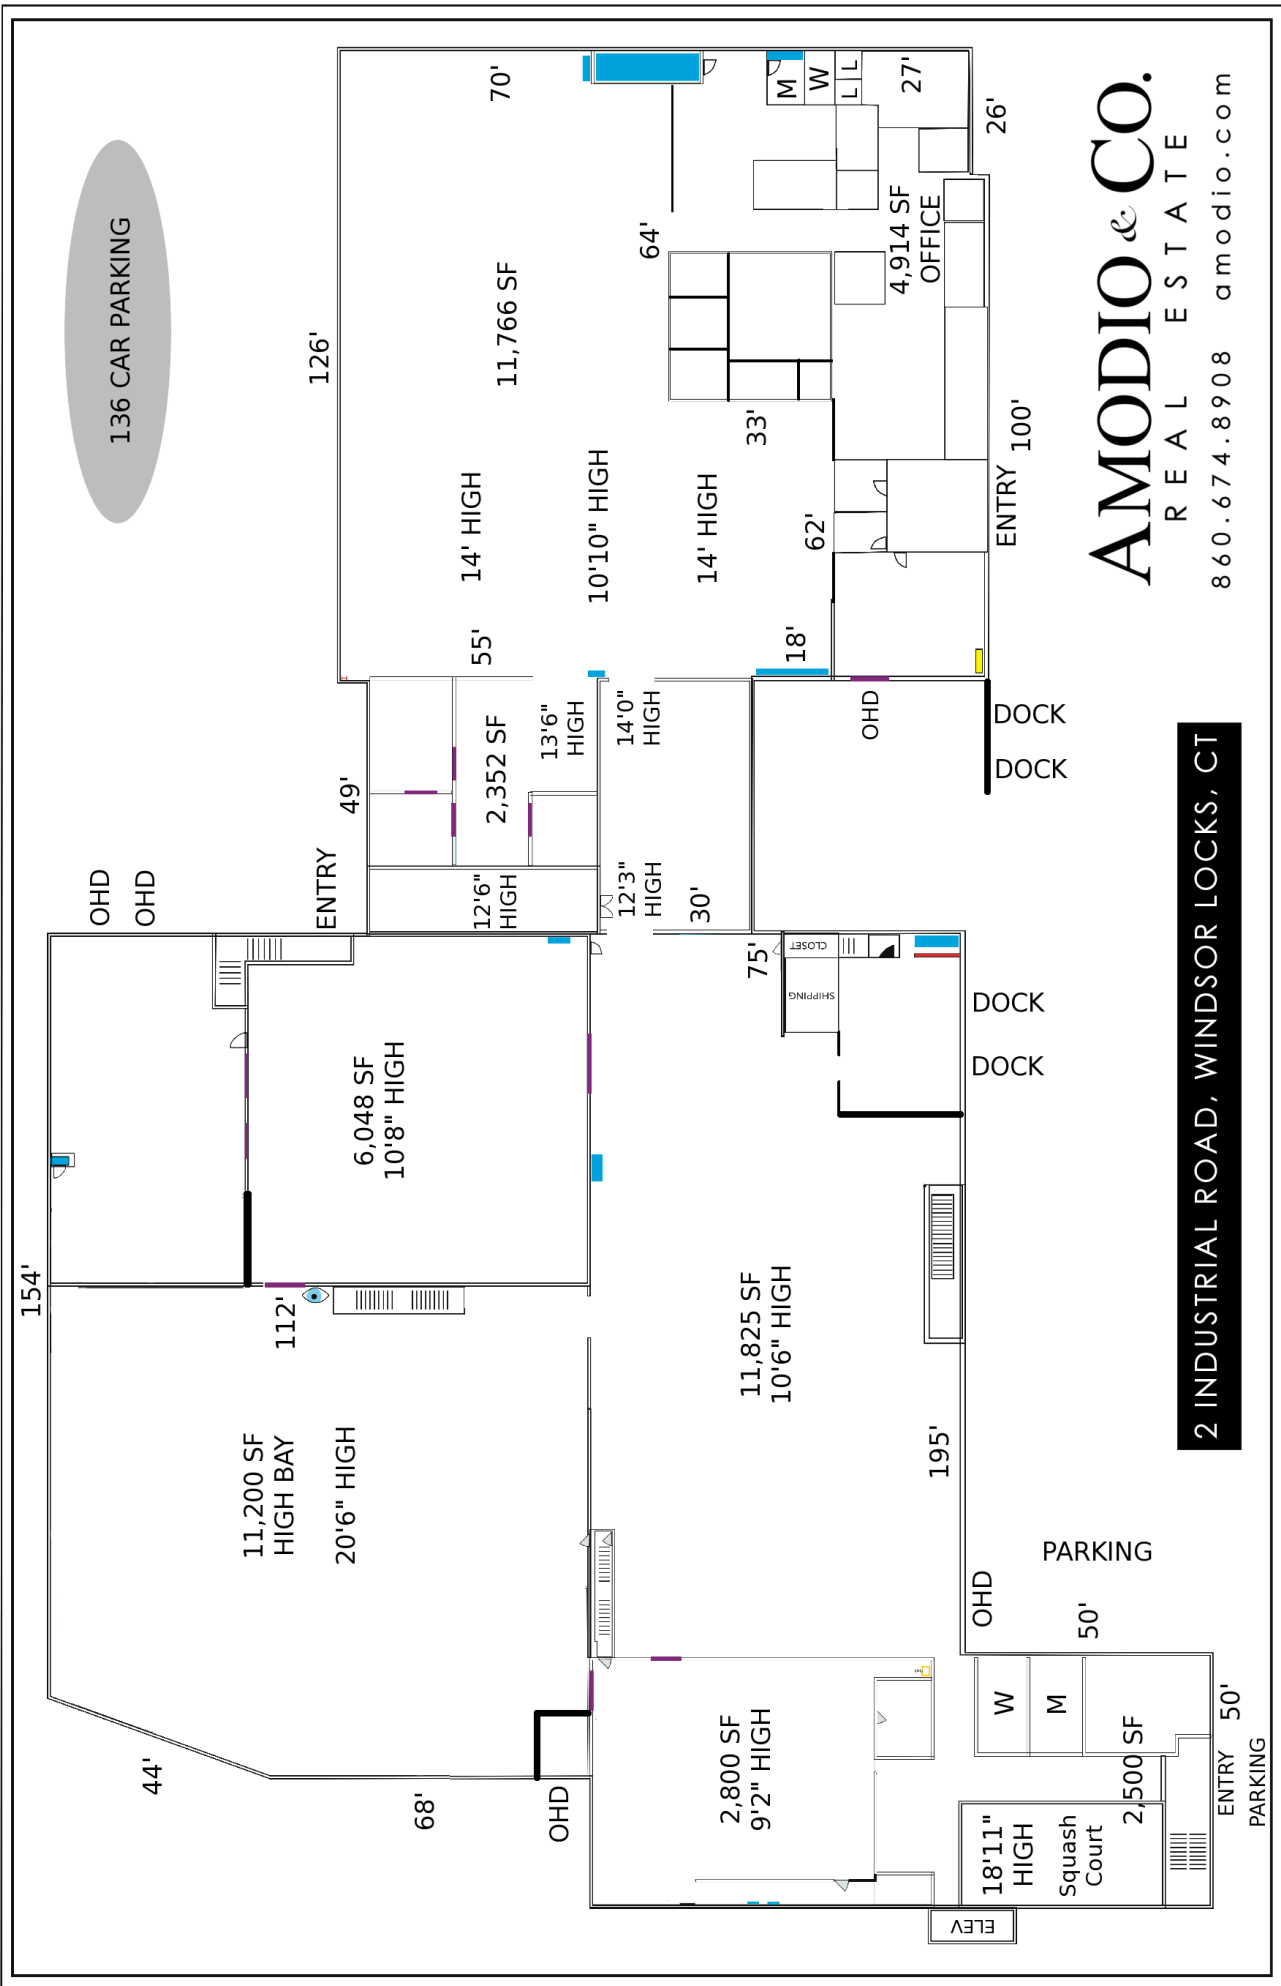 136 CAR PARKING
126'
70'
11,766 SF
14' HIGH
10'10" HIGH
14' HIGH
64'
33'
62'
18'
55'
M
W
L
L
27'
26'
4,914 SF
OFFICE
100'
ENTRY
AMODIO & CO.
REAL ESTATE
860.674.8908 amodio.com
49'
2,352 SF
13'6"
HIGH
14'0"
HIGH
12'6"
HIGH
12'3"
HIGH
30'
OHD
DOCK
DOCK
OHD
OHD
ENTRY
75'
CLOSET
SHIPPING
DOCK
DOCK
6,048 SF
10'8" HIGH
154'
112'
11,200 SF
HIGH BAY
20'6" HIGH
11,825 SF
10'6" HIGH
195'
2 INDUSTRIAL ROAD, WINDSOR LOCKS, CT
PARKING
OHD
50'
44'
68'
OHD
2,800 SF
9'2" HIGH
W
M
2,500 SF
50'
ENTRY
PARKING
18'11"
HIGH
Squash
Court
ELEV